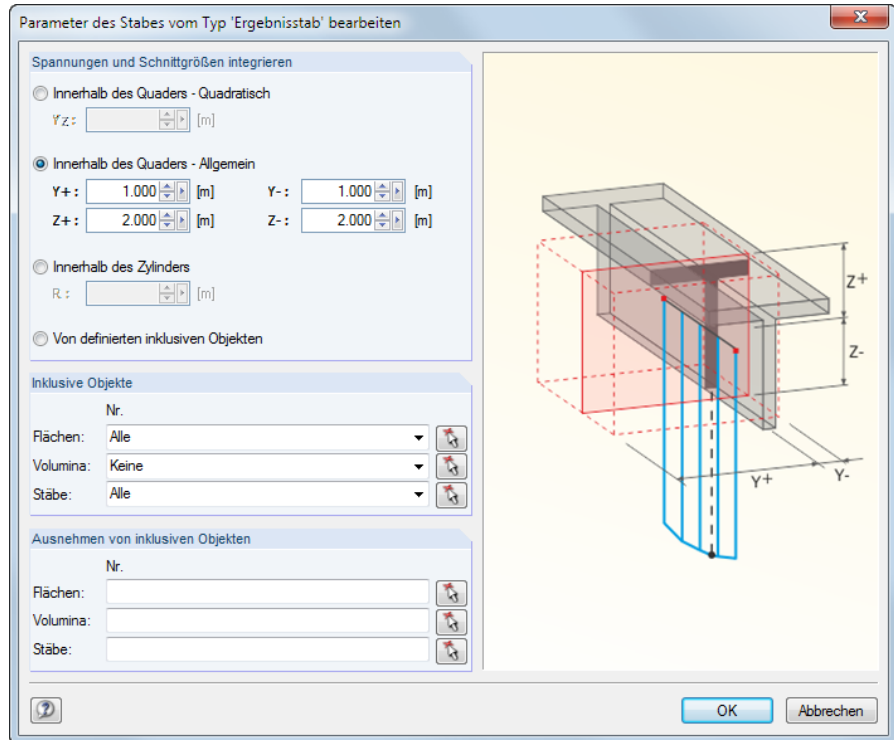 Parameter des Stabes vom Typ 'Ergebnisstab' bearbeiten
Spannungen und Schnittgrößen integrieren
Innerhalb des Quaders - Quadratisch
Yz: [m]
Innerhalb des Quaders - Allgemein
Y+: 1.000 [m] Y-: 1.000 [m]
Z+: 2.000 [m] Z-: 2.000 [m]
Innerhalb des Zylinders
R: [m]
Von definierten inklusiven Objekten
Inklusive Objekte
Nr.
Flächen: Alle
Volumina: Keine
Stäbe: Alle
Ausnehmen von inklusiven Objekten
Nr.
Flächen:
Volumina:
Stäbe:
Z+
Z-
Y+
Y-
OK Abbrechen